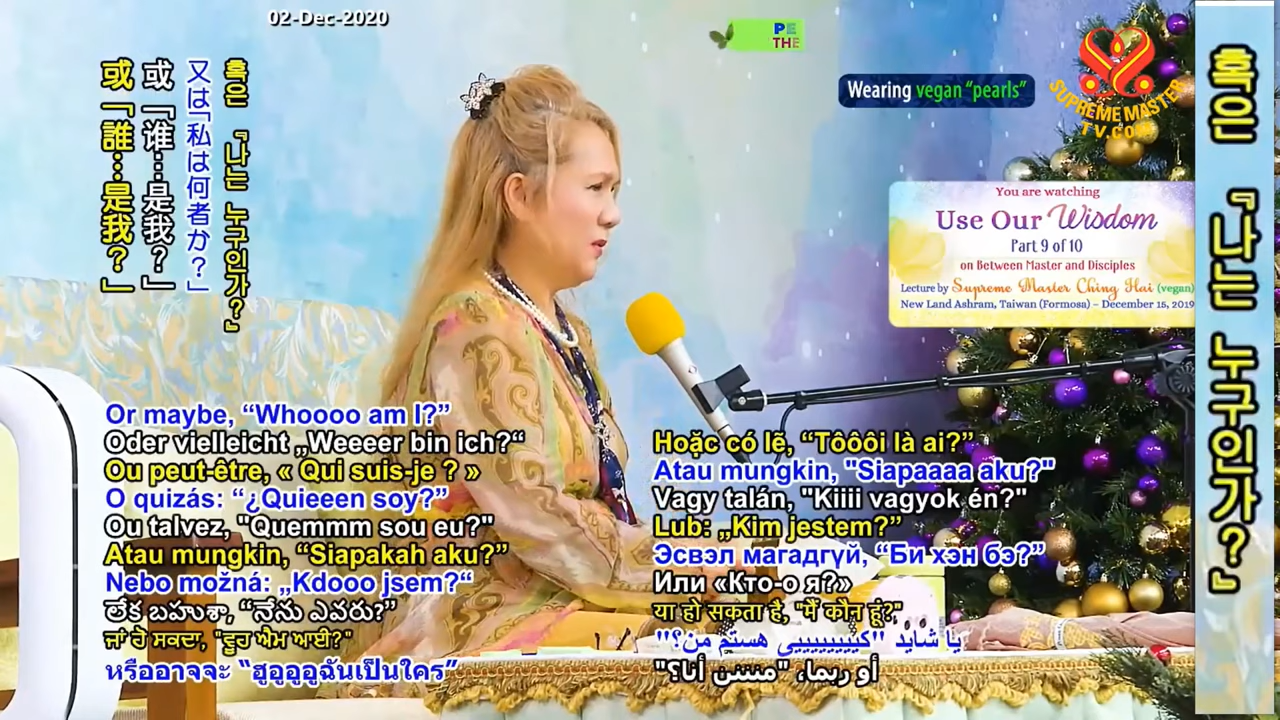 02-Dec-2020
PE
THE
Wearing vegan “pearls”
SUPREME MASTER
TV.COM
You are watching
Use Our Wisdom
Part 9 of 10
on Between Master and Disciples
Lecture by Supreme Master Ching Hai (vegan)
New Land Ashram, Taiwan (Formosa) – December 15, 2019
혹은 『나는 누구인가?』
혹은 『나는 누구인가?』
又は「私は何者か？」
或「谁…是我？」
或「誰…是我？」
Or maybe, “Whoooo am I?”
Oder vielleicht „Weeeer bin ich?“
Ou peut-être, « Qui suis-je ? »
O quizás: “¿Quieeen soy?”
Ou talvez, "Quemmm sou eu?"
Atau mungkin, “Siapakah aku?”
Nebo možná: „Kdooo jsem?“
లేక బహుశా, “నేను ఎవరు?”
ਜਾਂ ਹੋ ਸਕਦਾ, "ਵ੍ਹੂਹ ਐਮ ਆਈ?"
หรืออาจจะ “ฮูอูอูอูฉันเป็นใคร”
Hoặc có lẽ, “Tôôôi là ai?”
Atau mungkin, "Siapaaaa aku?"
Vagy talán, "Kiiii vagyok én?"
Lub: „Kim jestem?”
Эсвэл магадгүй, “Би хэн бэ?”
Или «Кто-о я?»
या हो सकता है, "मैं कौन हूं?"
یا شاید "کییییییییی هستم من؟"
أو ربما، "مننننن أنا؟"